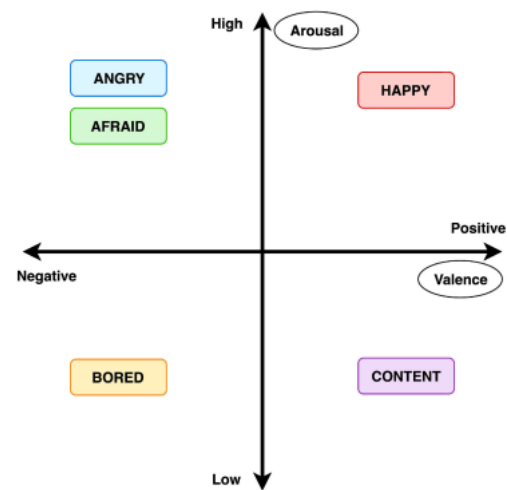 High
Arousal
ANGRY
HAPPY
AFRAID
Positive
Negative
Valence
BORED
CONTENT
Low